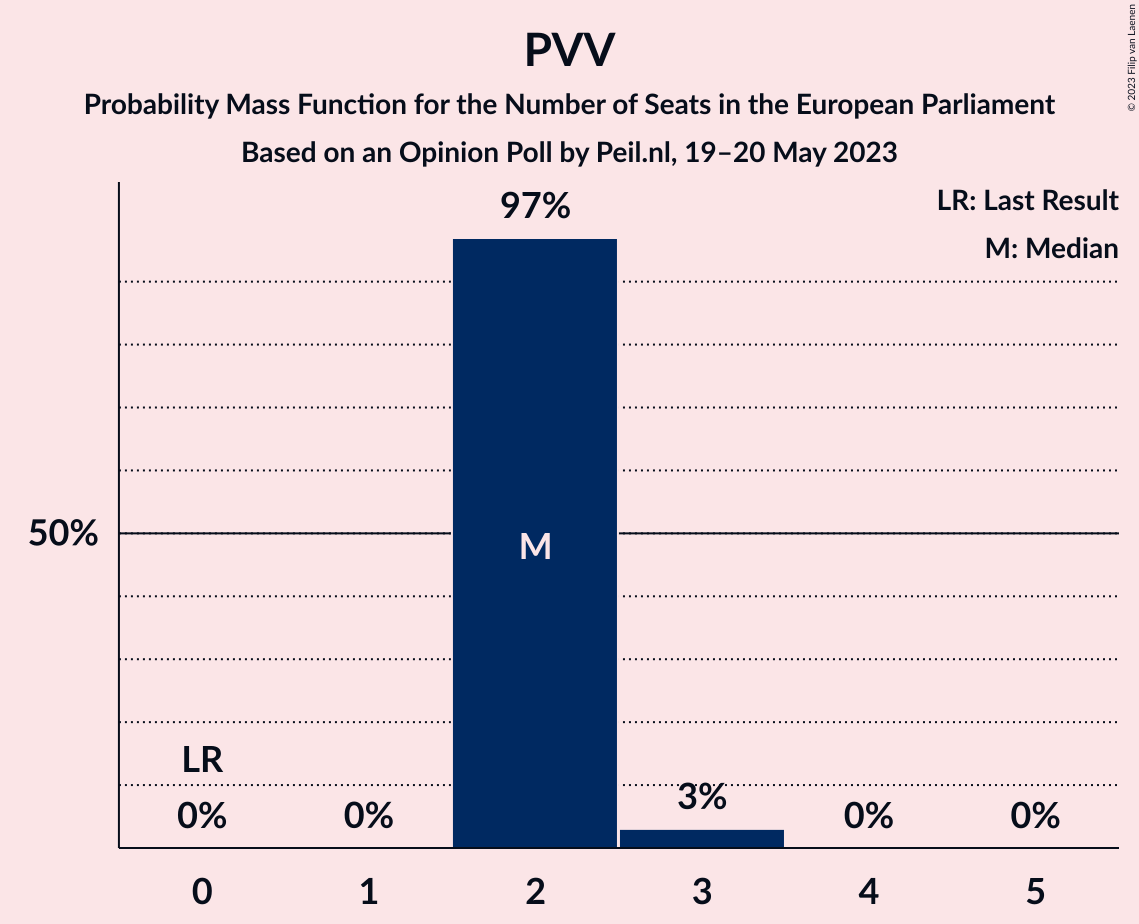 PVV
Probability Mass Function for the Number of Seats in the European Parliament
Based on an Opinion Poll by Peil.nl, 19–20 May 2023
© 2023 Filip van Laenen
LR: Last Result
M: Median
97%
50%
M
LR
0%
0%
3%
0%
0%
0
1
2
3
4
5